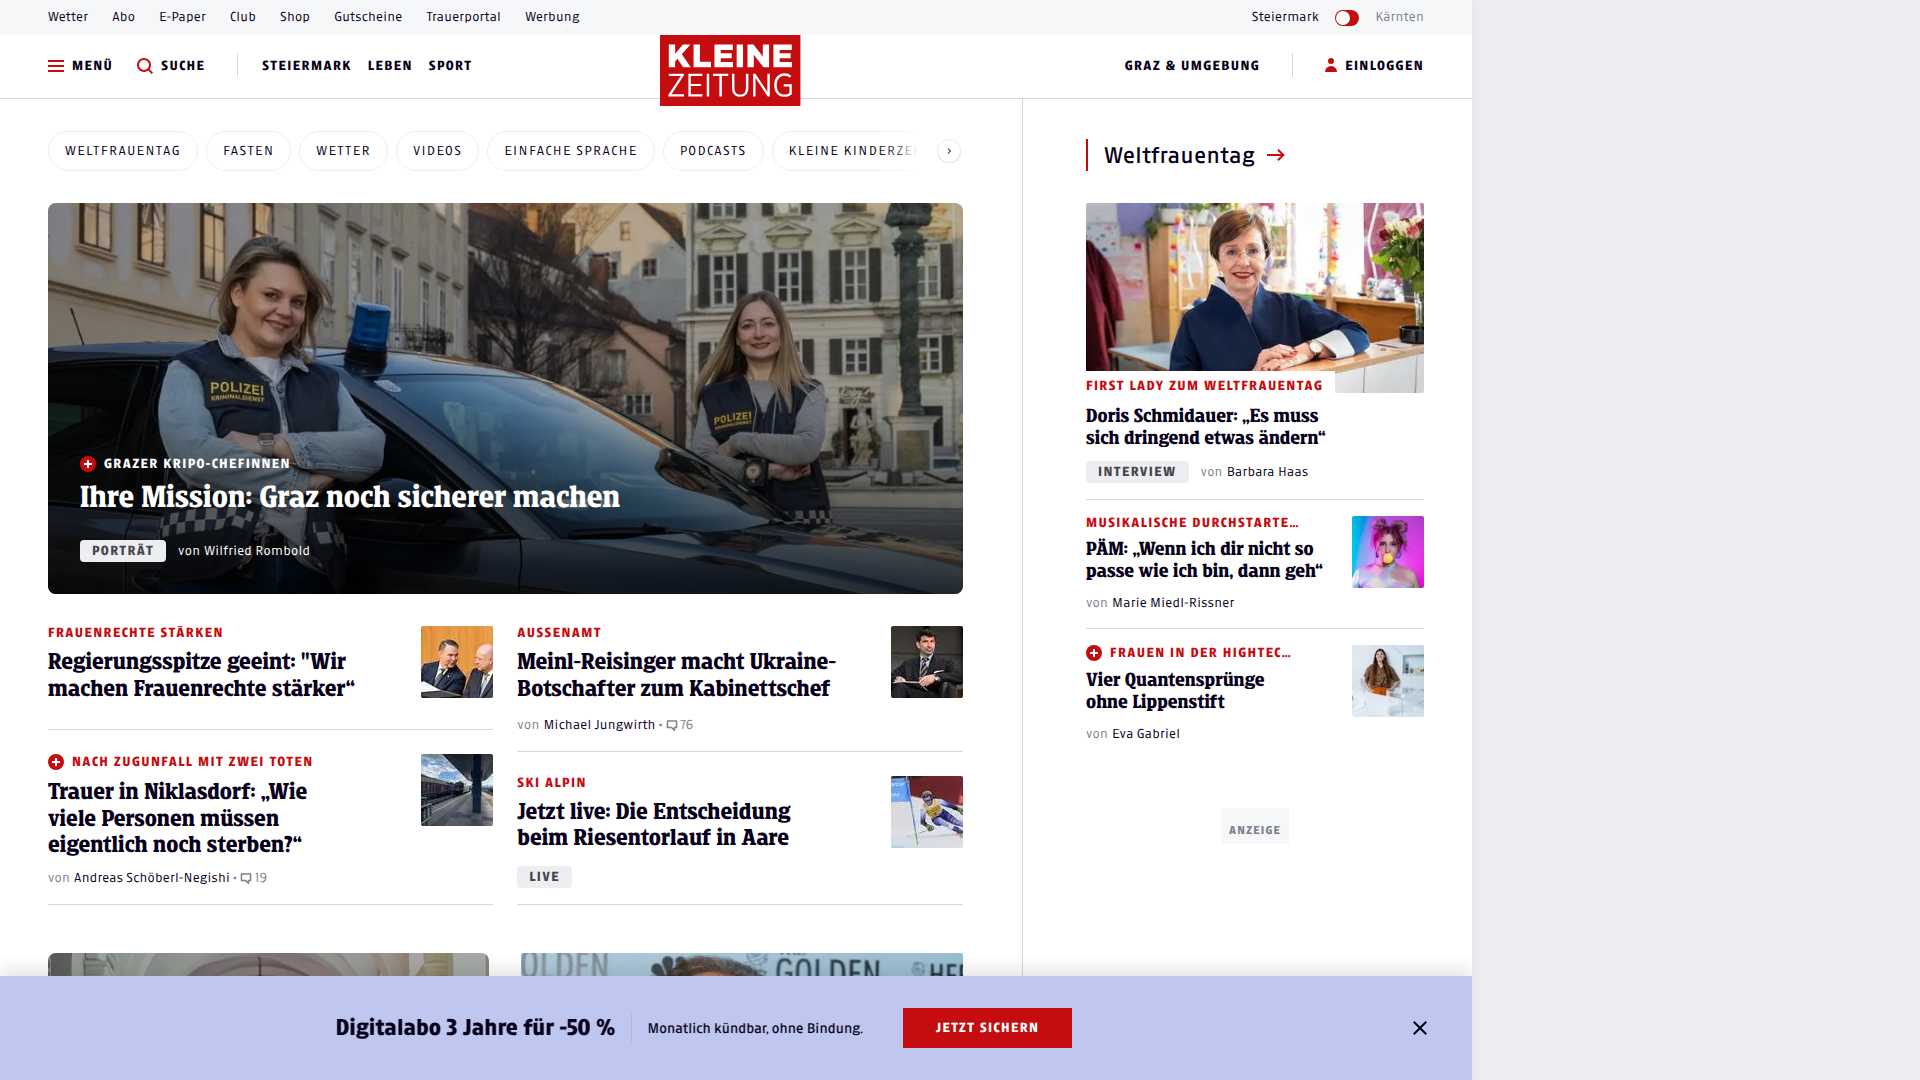 Wetter Abo E-Paper Club Shop Gutscheine Trauerportal Werbung Steiermark Kärnten
MENÜ SUCHE STEIERMARK LEBEN SPORT
KLEINE
ZEITUNG
GRAZ & UMGEBUNG EINLOGGEN
WELTFRAUENTAG FASTEN WETTER VIDEOS EINFACHE SPRACHE PODCASTS KLEINE KINDERZE
POLIZEI
KRIMINALDIENST
POLIZEI
GRAZER KRIPO-CHEFINNEN
Ihre Mission: Graz noch sicherer machen
PORTRÄT von Wilfried Rombold
FRAUENRECHTE STÄRKEN
Regierungsspitze geeint: "Wir
machen Frauenrechte stärker“
NACH ZUGUNFALL MIT ZWEI TOTEN
Trauer in Niklasdorf: „Wie
viele Personen müssen
eigentlich noch sterben?“
von Andreas Schöberl-Negishi • 19
AUSSENAMT
Meinl-Reisinger macht Ukraine-
Botschafter zum Kabinettschef
von Michael Jungwirth • 76
SKI ALPIN
Jetzt live: Die Entscheidung
beim Riesentorlauf in Aare
LIVE
OLDEN
GOLDEN
HE
Weltfrauentag
FIRST LADY ZUM WELTFRAUENTAG
Doris Schmidauer: „Es muss
sich dringend etwas ändern“
INTERVIEW von Barbara Haas
MUSIKALISCHE DURCHSTARTE…
PÄM: „Wenn ich dir nicht so
passe wie ich bin, dann geh“
von Marie Miedl-Rissner
FRAUEN IN DER HIGHTEC…
Vier Quantensprünge
ohne Lippenstift
von Eva Gabriel
ANZEIGE
Digitalabo 3 Jahre für -50 % Monatlich kündbar, ohne Bindung. JETZT SICHERN